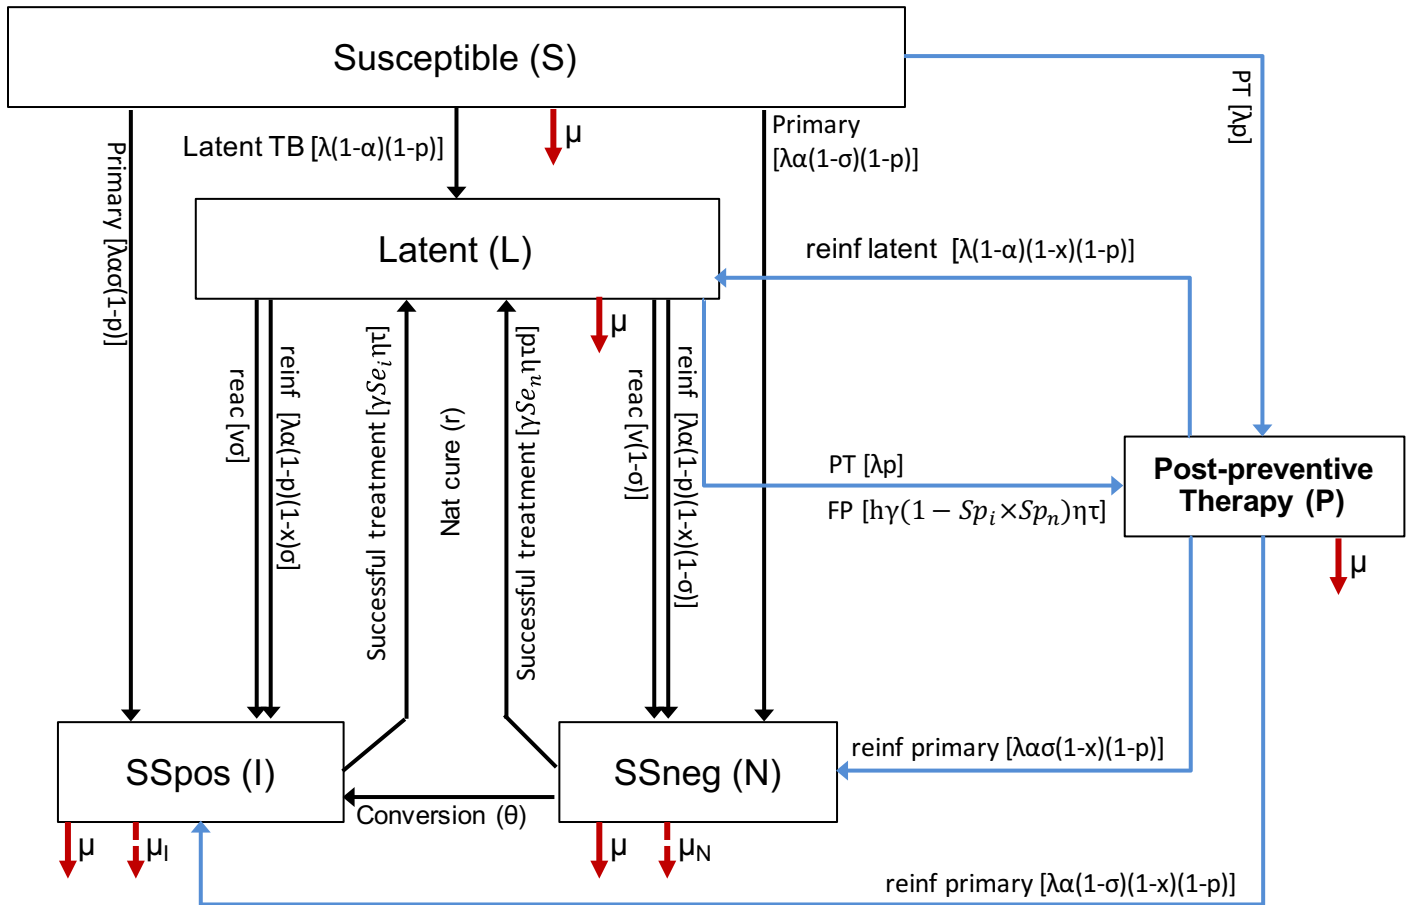 Susceptible (S)
Primary [λασ(1-p)]
Latent TB [λ(1-α)(1-p)]
μ
Primary
[λα(1-σ)(1-p)]
PT [λp]
Latent (L)
reinf latent [λ(1-α)(1-x)(1-p)]
μ
reac [vσ]
reinf [λα(1-p)(1-x)σ]
Successful treatment [γSeᵢητ]
Nat cure (r)
Successful treatment [γSeₙητd]
reac [v(1-σ)]
reinf [λα(1-p)(1-x)(1-σ)]
PT [λp]
FP [hγ(1 − Spᵢ×Spₙ)ητ]
Post-preventive
Therapy (P)
μ
SSpos (I)
SSneg (N)
reinf primary [λασ(1-x)(1-p)]
Conversion (θ)
μ
μI
μ
μN
reinf primary [λα(1-σ)(1-x)(1-p)]